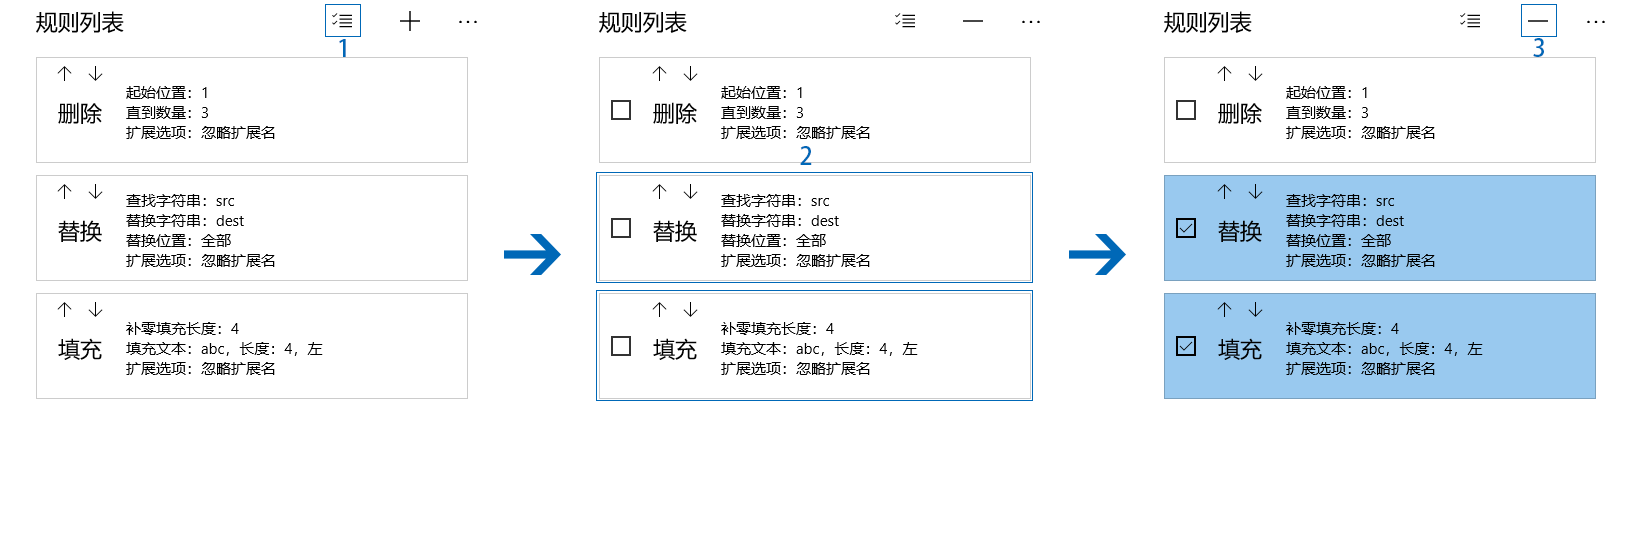 规则列表
1
删除
起始位置：1
直到数量：3
扩展选项：忽略扩展名
替换
查找字符串：src
替换字符串：dest
替换位置：全部
扩展选项：忽略扩展名
填充
补零填充长度：4
填充文本：abc，长度：4，左
扩展选项：忽略扩展名
规则列表
删除
起始位置：1
直到数量：3
扩展选项：忽略扩展名
2
替换
查找字符串：src
替换字符串：dest
替换位置：全部
扩展选项：忽略扩展名
填充
补零填充长度：4
填充文本：abc，长度：4，左
扩展选项：忽略扩展名
规则列表
3
删除
起始位置：1
直到数量：3
扩展选项：忽略扩展名
替换
查找字符串：src
替换字符串：dest
替换位置：全部
扩展选项：忽略扩展名
填充
补零填充长度：4
填充文本：abc，长度：4，左
扩展选项：忽略扩展名